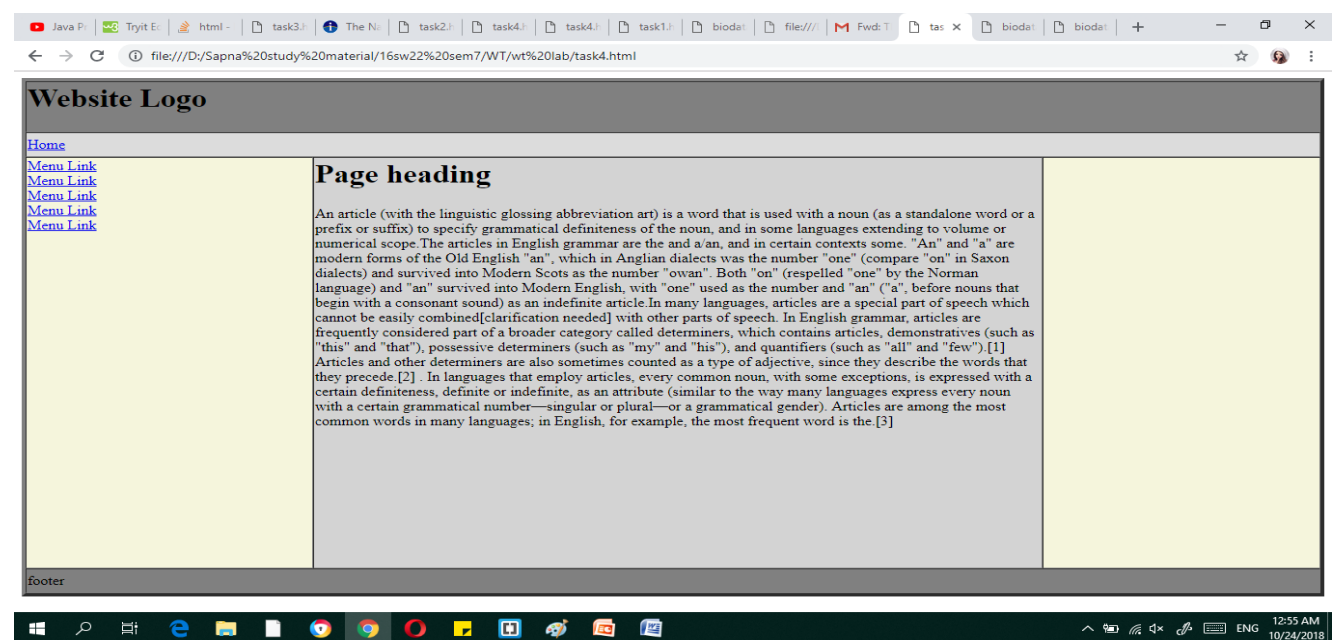 Java P
Tryit Ec
html -
task3.h
The Na
task2.h
task4.h
task4.h
task1.h
biodat
file:///
Fwd: T
tas
biodat
biodat
file:///D:/Sapna%20study%20material/16sw22%20sem7/WT/wt%20lab/task4.html
Website Logo
Home
Menu Link
Menu Link
Menu Link
Menu Link
Menu Link
Page heading
An article (with the linguistic glossing abbreviation art) is a word that is used with a noun (as a standalone word or a
prefix or suffix) to specify grammatical definiteness of the noun, and in some languages extending to volume or
numerical scope.The articles in English grammar are the and a/an, and in certain contexts some. "An" and "a" are
modern forms of the Old English "an", which in Anglian dialects was the number "one" (compare "on" in Saxon
dialects) and survived into Modern Scots as the number "owan". Both "on" (respelled "one" by the Norman
language) and "an" survived into Modern English, with "one" used as the number and "an" ("a", before nouns that
begin with a consonant sound) as an indefinite article.In many languages, articles are a special part of speech which
cannot be easily combined[clarification needed] with other parts of speech. In English grammar, articles are
frequently considered part of a broader category called determiners, which contains articles, demonstratives (such as
"this" and "that"), possessive determiners (such as "my" and "his"), and quantifiers (such as "all" and "few").[1]
Articles and other determiners are also sometimes counted as a type of adjective, since they describe the words that
they precede.[2] . In languages that employ articles, every common noun, with some exceptions, is expressed with a
certain definiteness, definite or indefinite, as an attribute (similar to the way many languages express every noun
with a certain grammatical number—singular or plural—or a grammatical gender). Articles are among the most
common words in many languages; in English, for example, the most frequent word is the.[3]
footer
ENG
12:55 AM
10/24/2018